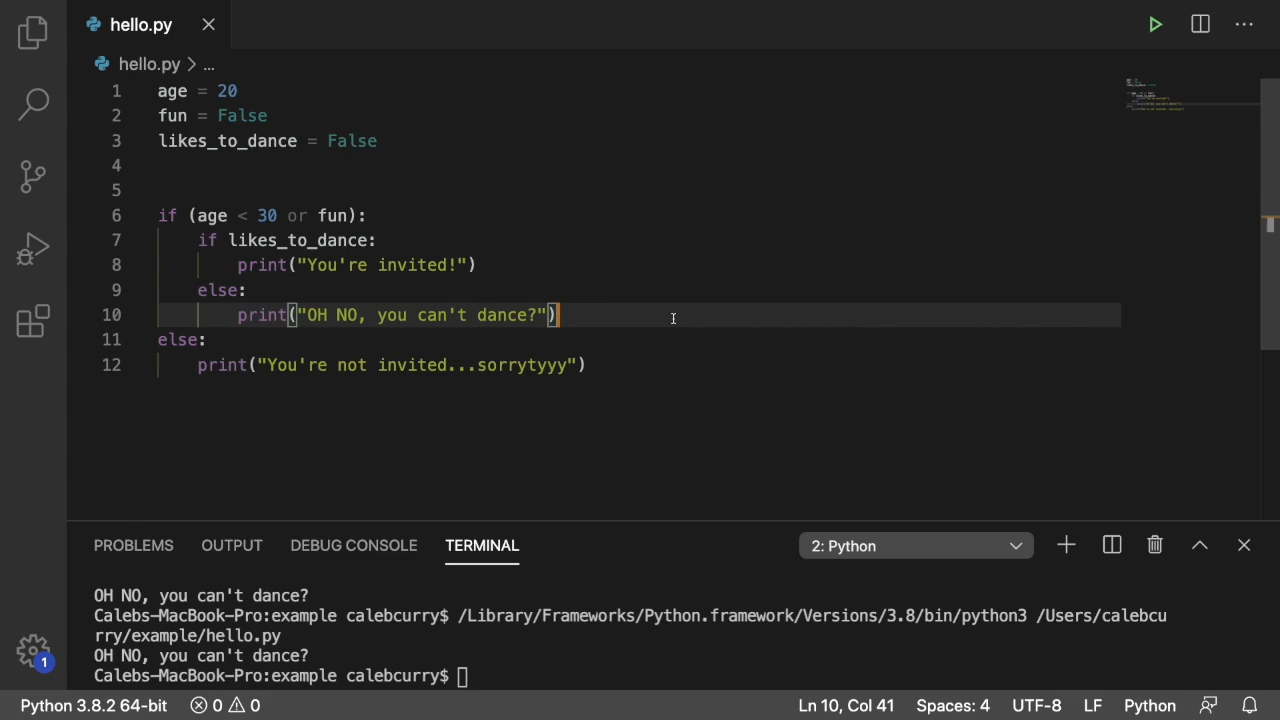 hello.py
hello.py > ...
1 age = 20
2 fun = False
3 likes_to_dance = False
4
5
6 if (age < 30 or fun):
7     if likes_to_dance:
8         print("You're invited!")
9     else:
10         print("OH NO, you can't dance?")
11 else:
12     print("You're not invited...sorrytyyy")
PROBLEMS OUTPUT DEBUG CONSOLE TERMINAL 2: Python
OH NO, you can't dance?
Calebs-MacBook-Pro:example calebcurry$ /Library/Frameworks/Python.framework/Versions/3.8/bin/python3 /Users/calebcu
rry/example/hello.py
OH NO, you can't dance?
Calebs-MacBook-Pro:example calebcurry$
1
Python 3.8.2 64-bit 0 0 Ln 10, Col 41 Spaces: 4 UTF-8 LF Python